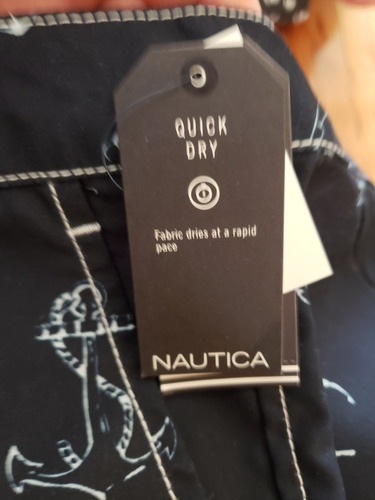 QUICK
DRY
Fabric dries at a rapid
pace
NAUTICA